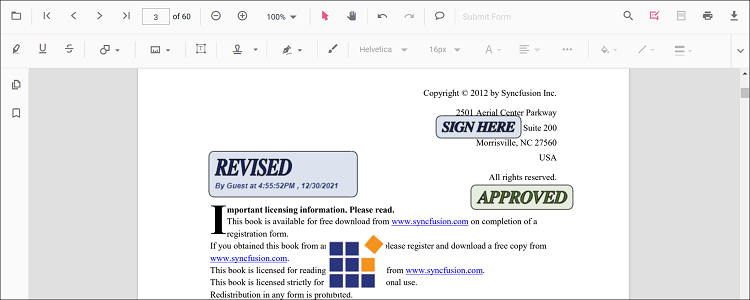 3 of 60 100% Submit Form
Helvetica 16px
Copyright © 2012 by Syncfusion Inc.
2501 Aerial Center Parkway
SIGN HERE Suite 200
Morrisville, NC 27560
USA
All rights reserved.
REVISED
By Guest at 4:55:52PM , 12/30/2021
APPROVED
Important licensing information. Please read.
This book is available for free download from www.syncfusion.com on completion of a
registration form.
If you obtained this book from please register and download a free copy from
www.syncfusion.com.
This book is licensed for reading from www.syncfusion.com.
This book is licensed strictly for onal use.
Redistribution in any form is prohibited.